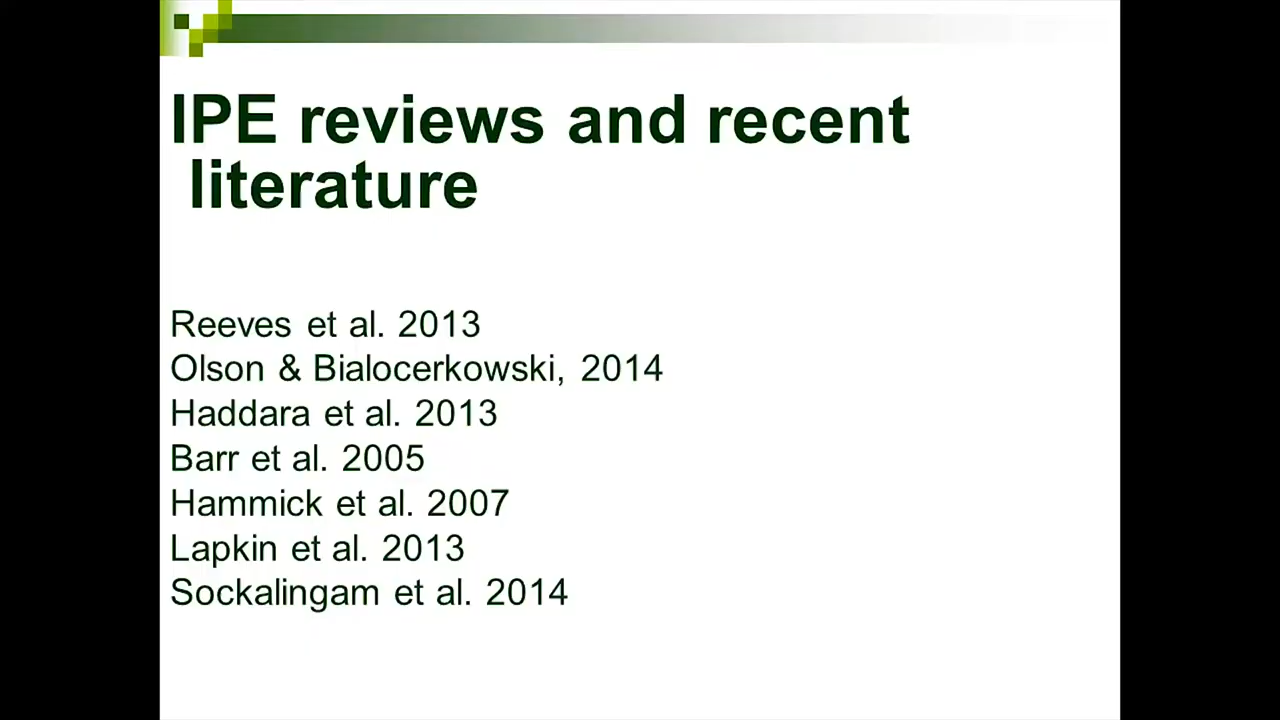 IPE reviews and recent
literature
Reeves et al. 2013
Olson & Bialocerkowski, 2014
Haddara et al. 2013
Barr et al. 2005
Hammick et al. 2007
Lapkin et al. 2013
Sockalingam et al. 2014